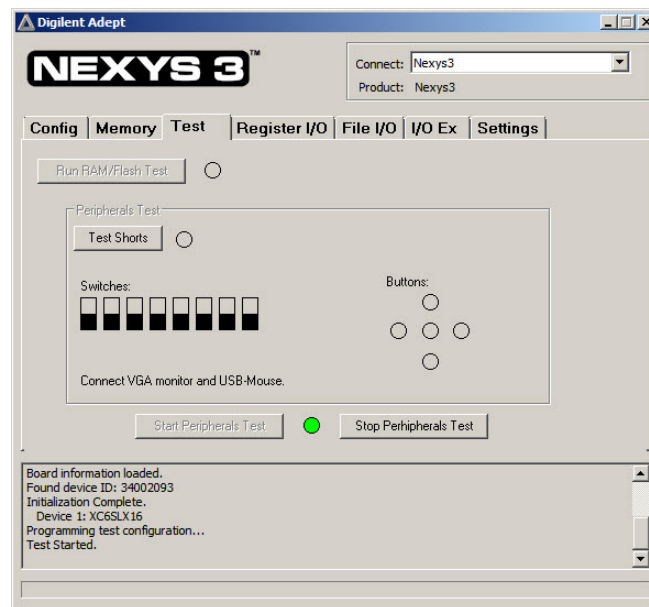 Digilent Adept
NEXYS 3™
Connect: Nexys3
Product: Nexys3
Config Memory Test Register I/O File I/O I/O Ex Settings
Run RAM/Flash Test
Peripherals Test
Test Shorts
Switches:
Buttons:
Connect VGA monitor and USB-Mouse.
Start Peripherals Test
Stop Perhipherals Test
Board information loaded.
Found device ID: 34002093
Initialization Complete.
Device 1: XC6SLX16
Programming test configuration...
Test Started.